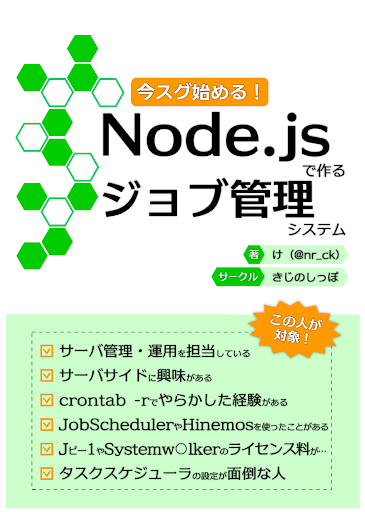 今スグ始める！
Node.js
で作る
ジョブ管理
システム
著 け（@nr_ck）
サークル きじのしっぽ
この人が
対象！
サーバ管理・運用を担当している
サーバサイドに興味がある
crontab -rでやらかした経験がある
JobSchedulerやHinemosを使ったことがある
Jピー1やSystemw○lkerのライセンス料が…
タスクスケジューラの設定が面倒な人